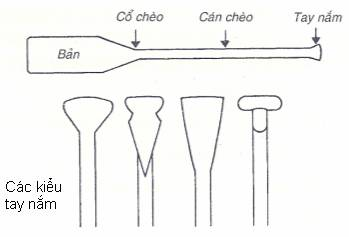 Cổ chèo
Cán chèo
Tay nắm
Bản
Các kiểu
tay nắm